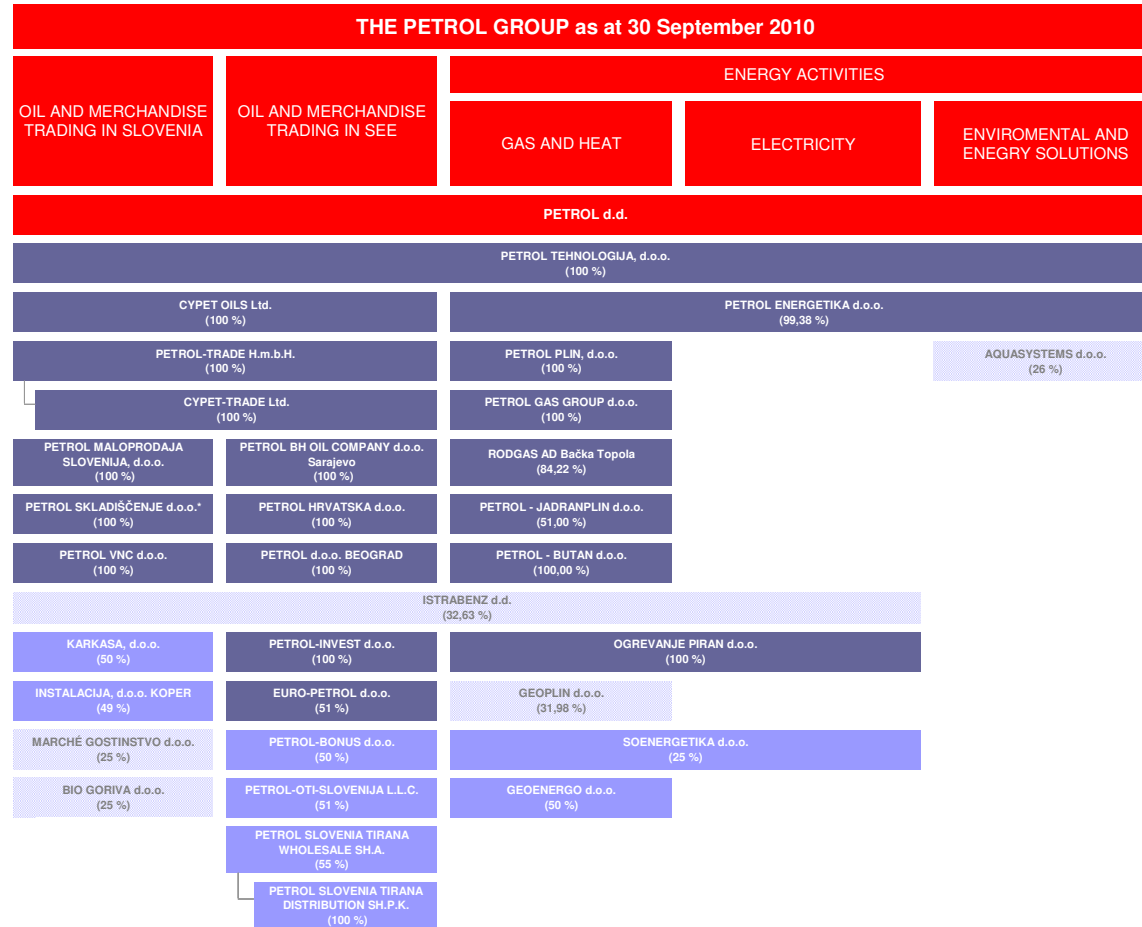 THE PETROL GROUP as at 30 September 2010
OIL AND MERCHANDISE
TRADING IN SLOVENIA
OIL AND MERCHANDISE
TRADING IN SEE
ENERGY ACTIVITIES
GAS AND HEAT
ELECTRICITY
ENVIROMENTAL AND
ENEGRY SOLUTIONS
PETROL d.d.
PETROL TEHNOLOGIJA, d.o.o.
(100 %)
CYPET OILS Ltd.
(100 %)
PETROL ENERGETIKA d.o.o.
(99,38 %)
PETROL-TRADE H.m.b.H.
(100 %)
PETROL PLIN, d.o.o.
(100 %)
AQUASYSTEMS d.o.o.
(26 %)
CYPET-TRADE Ltd.
(100 %)
PETROL GAS GROUP d.o.o.
(100 %)
PETROL MALOPRODAJA
SLOVENIJA, d.o.o.
(100 %)
PETROL BH OIL COMPANY d.o.o.
Sarajevo
(100 %)
RODGAS AD Bačka Topola
(84,22 %)
PETROL SKLADIŠČENJE d.o.o.*
(100 %)
PETROL HRVATSKA d.o.o.
(100 %)
PETROL - JADRANPLIN d.o.o.
(51,00 %)
PETROL VNC d.o.o.
(100 %)
PETROL d.o.o. BEOGRAD
(100 %)
PETROL - BUTAN d.o.o.
(100,00 %)
ISTRABENZ d.d.
(32,63 %)
KARKASA, d.o.o.
(50 %)
PETROL-INVEST d.o.o.
(100 %)
OGREVANJE PIRAN d.o.o.
(100 %)
INSTALACIJA, d.o.o. KOPER
(49 %)
EURO-PETROL d.o.o.
(51 %)
GEOPLIN d.o.o.
(31,98 %)
MARCHÉ GOSTINSTVO d.o.o.
(25 %)
PETROL-BONUS d.o.o.
(50 %)
SOENERGETIKA d.o.o.
(25 %)
BIO GORIVA d.o.o.
(25 %)
PETROL-OTI-SLOVENIJA L.L.C.
(51 %)
GEOENERGO d.o.o.
(50 %)
PETROL SLOVENIA TIRANA
WHOLESALE SH.A.
(55 %)
PETROL SLOVENIA TIRANA
DISTRIBUTION SH.P.K.
(100 %)